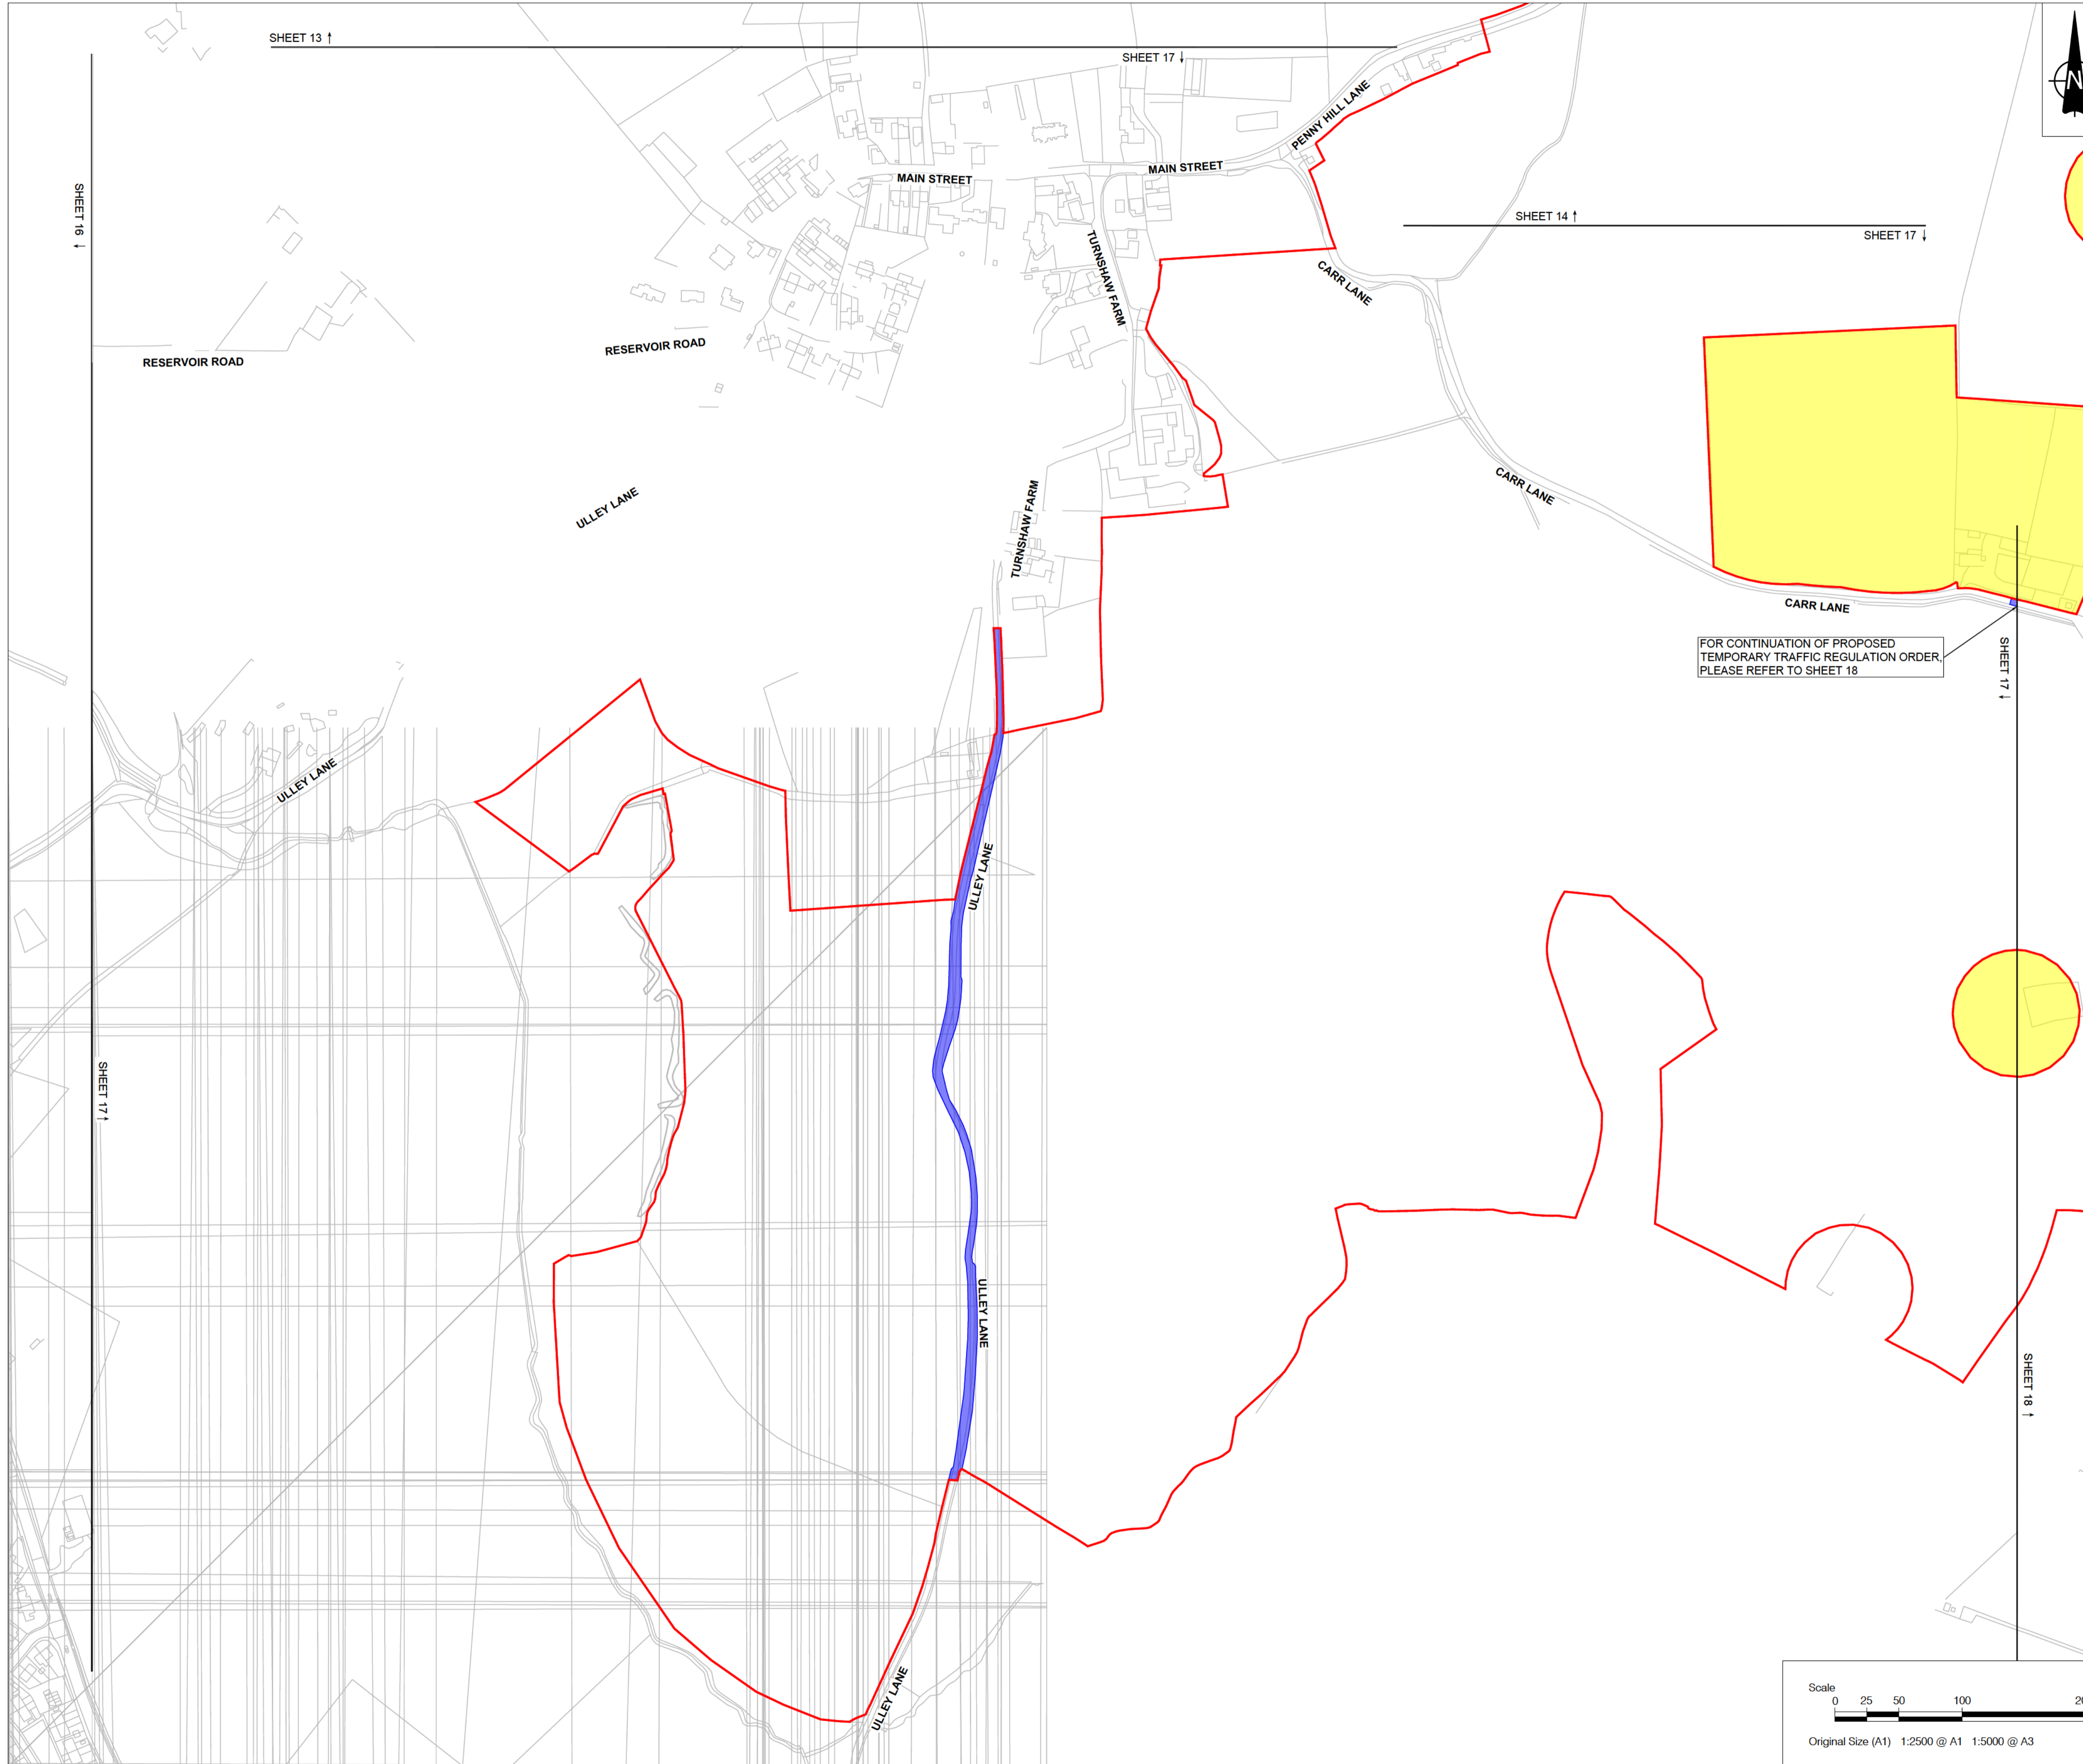 SHEET 13 ↑
SHEET 17 ↓
N
PENNY HILL LANE
MAIN STREET
MAIN STREET
SHEET 16
↓
SHEET 14 ↑
SHEET 17 ↓
TURNSHAW FARM
CARR LANE
RESERVOIR ROAD
RESERVOIR ROAD
CARR LANE
ULLEY LANE
TURNSHAW FARM
CARR LANE
FOR CONTINUATION OF PROPOSED
TEMPORARY TRAFFIC REGULATION ORDER,
PLEASE REFER TO SHEET 18
SHEET 17
↓
ULLEY LANE
ULLEY LANE
SHEET 17 ↑
ULLEY LANE
SHEET 18 ↑
ULLEY LANE
Scale
0 25 50 100
Original Size (A1) 1:2500 @ A1 1:5000 @ A3